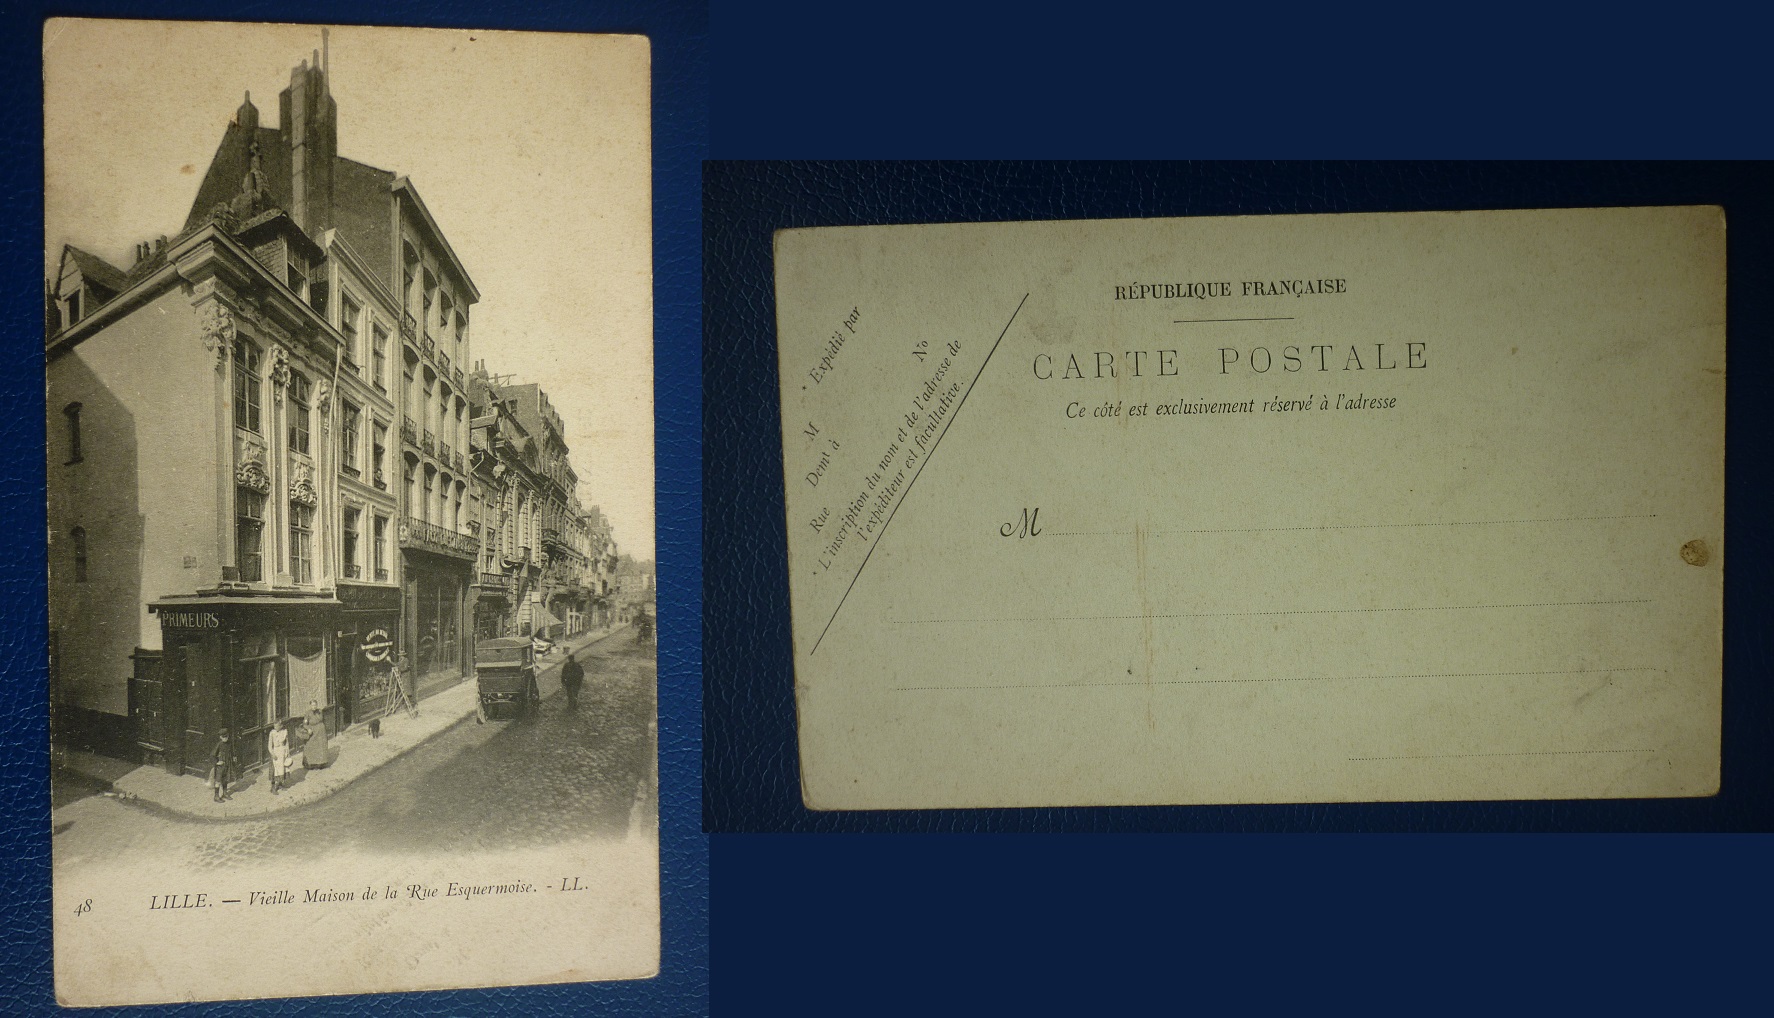 PRIMEURS
48 LILLE. — Vieille Maison de la Rue Esquermoise. - LL.
RÉPUBLIQUE FRANÇAISE
CARTE POSTALE
Ce côté est exclusivement réservé à l'adresse
M
* Expédié par
M
Demt à
Rue No
* L'inscription du nom et de l'adresse de
l'expéditeur est facultative.